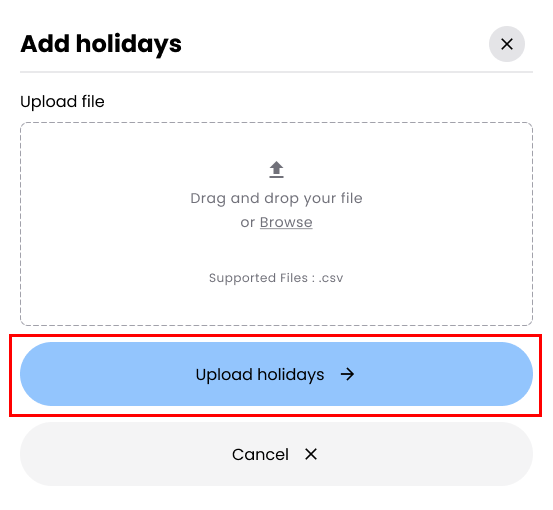 Add holidays
Upload file
Drag and drop your file
or Browse
Supported Files : .csv
Upload holidays
Cancel